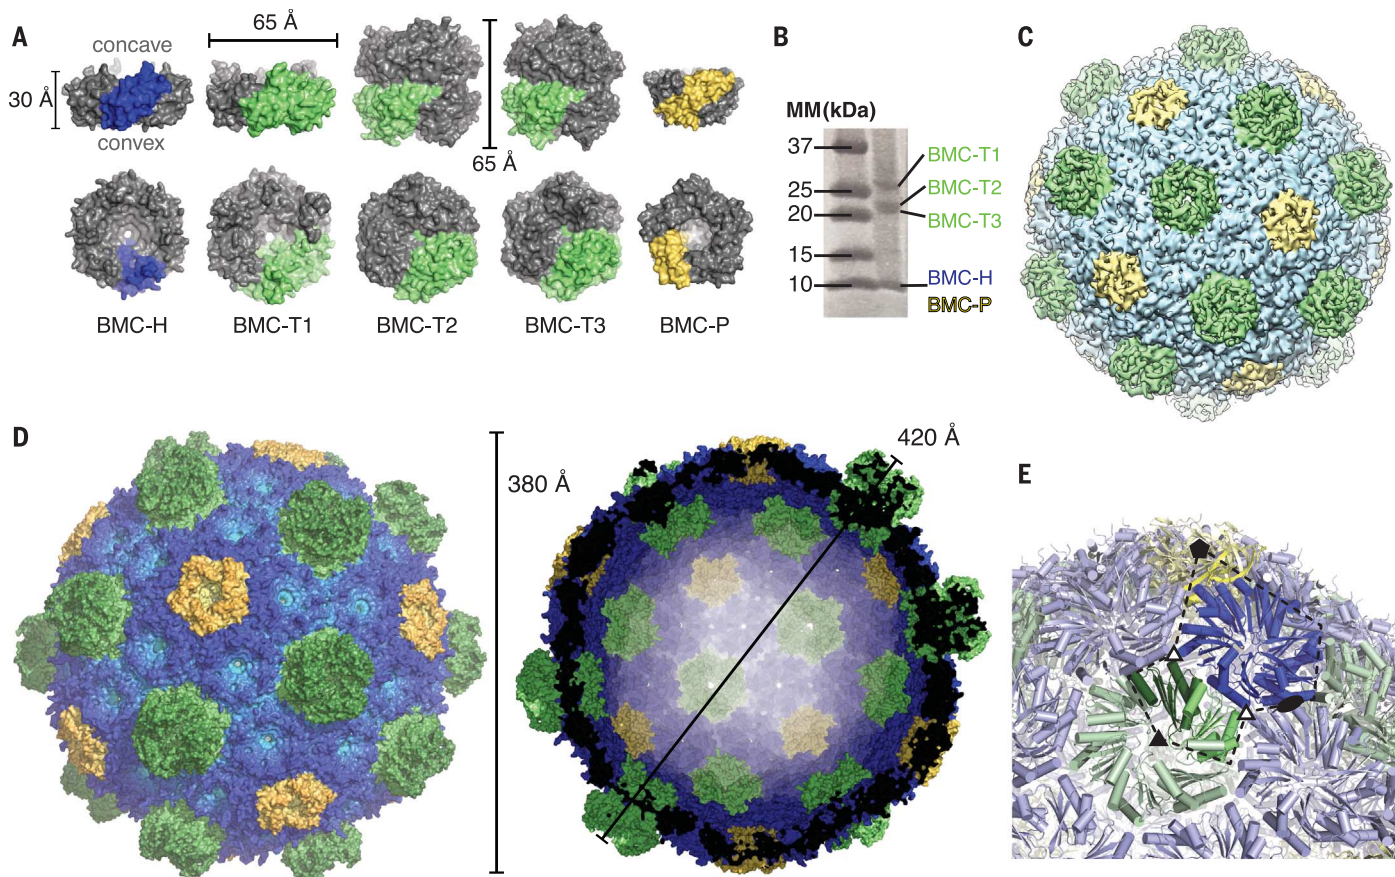 A
65 Å
concave
30 Å
convex
65 Å
BMC-H
BMC-T1
BMC-T2
BMC-T3
BMC-P
B
MM(kDa)
37
25
20
15
10
BMC-T1
BMC-T2
BMC-T3
BMC-H
BMC-P
C
D
380 Å
420 Å
E